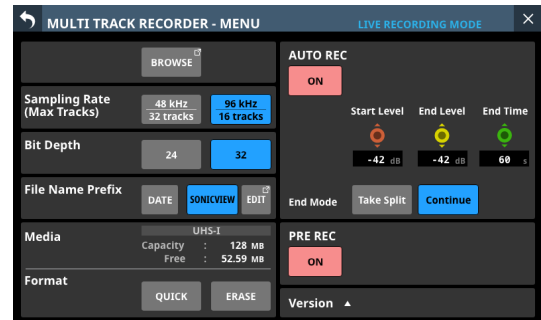 MULTI TRACK RECORDER - MENU
LIVE RECORDING MODE
BROWSE
Sampling Rate
(Max Tracks)
48 kHz
32 tracks
96 kHz
16 tracks
Bit Depth
24
32
File Name Prefix
DATE
SONICVIEW
EDIT
Media
UHS-I
Capacity : 128 MB
Free : 52.59 MB
Format
QUICK
ERASE
AUTO REC
ON
Start Level End Level End Time
-42 dB -42 dB 60 s
End Mode
Take Split
Continue
PRE REC
ON
Version ▲